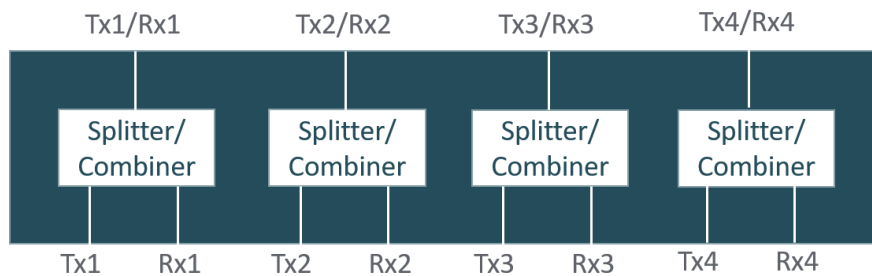 Tx1/Rx1 Tx2/Rx2 Tx3/Rx3 Tx4/Rx4
Splitter/ Splitter/ Splitter/ Splitter/
Combiner Combiner Combiner Combiner
Tx1 Rx1 Tx2 Rx2 Tx3 Rx3 Tx4 Rx4